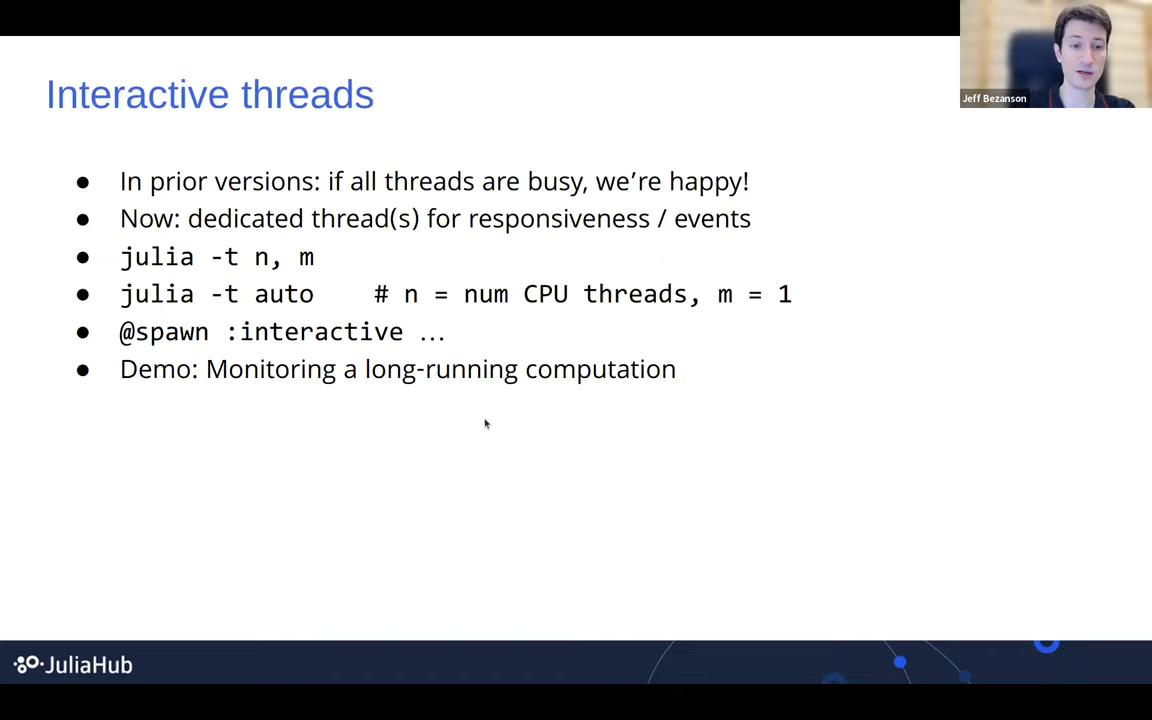 Jeff Bezanson
Interactive threads
● In prior versions: if all threads are busy, we’re happy!
● Now: dedicated thread(s) for responsiveness / events
● julia -t n, m
● julia -t auto    # n = num CPU threads, m = 1
● @spawn :interactive ...
● Demo: Monitoring a long-running computation
JuliaHub